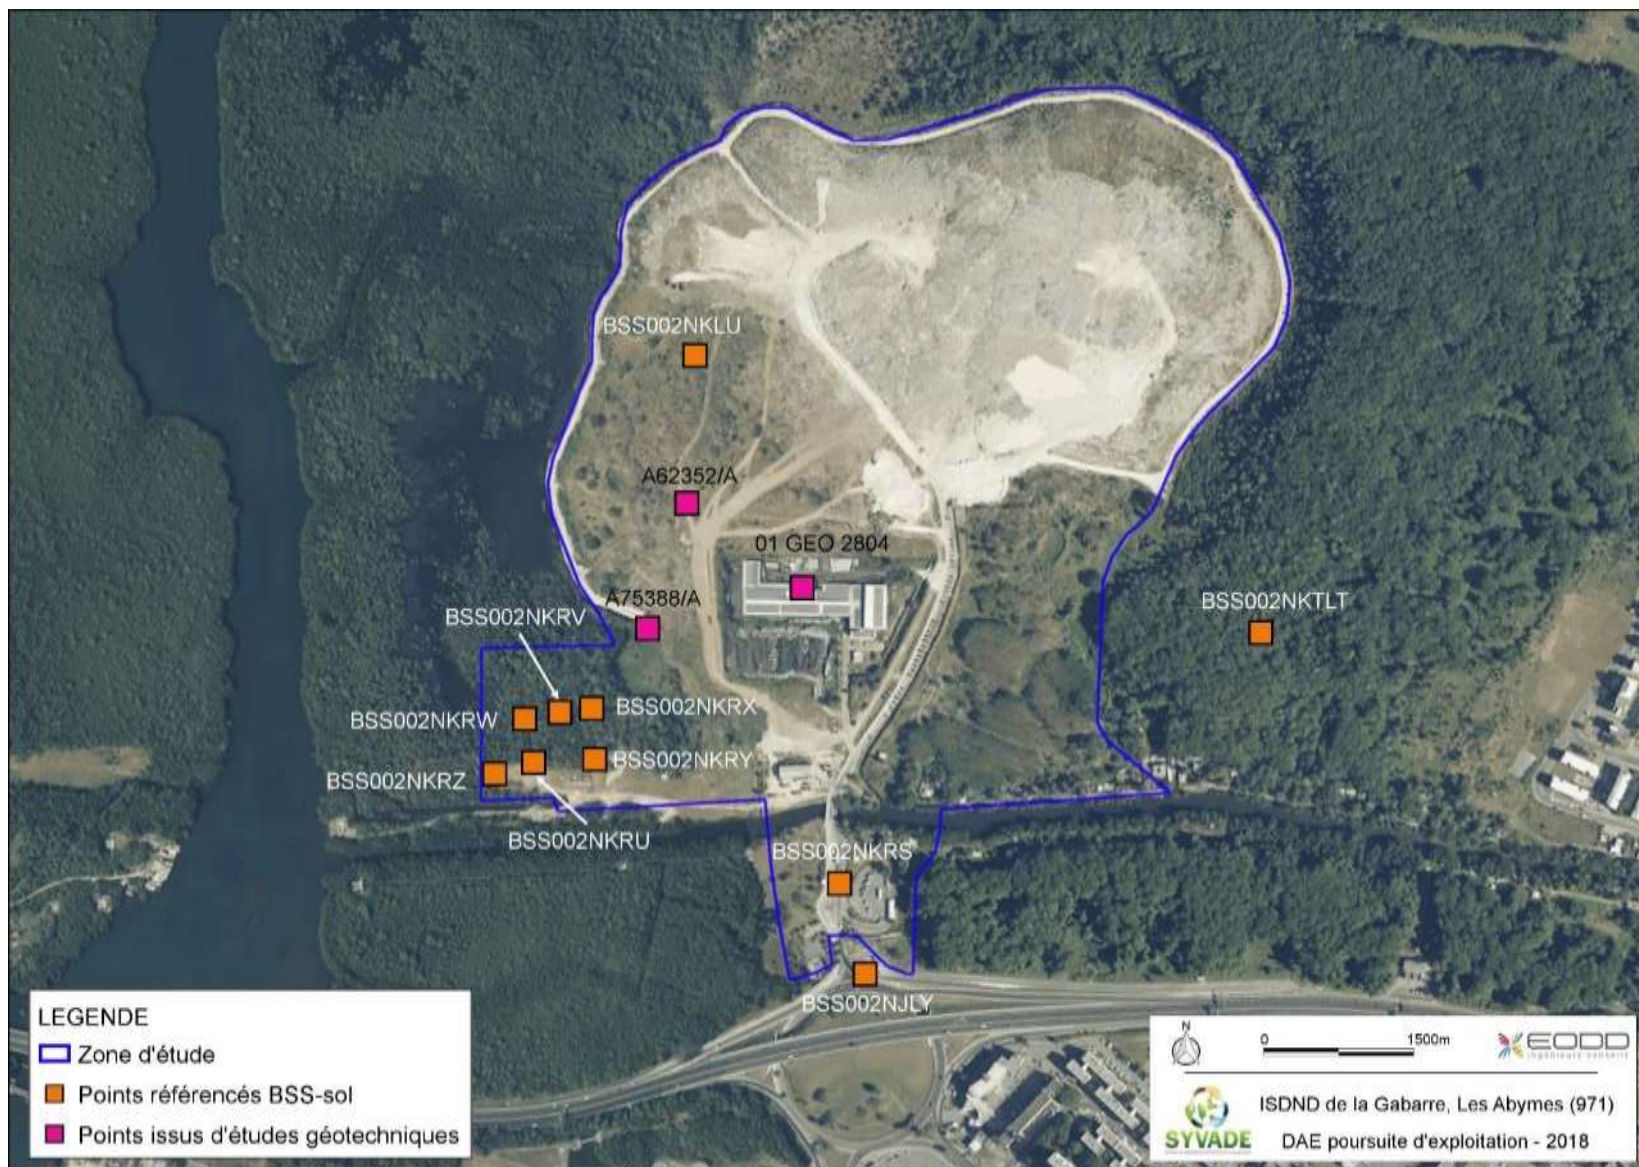 BSS002NKLU
A62352/A
01 GEO 2804
A75388/A
BSS002NKRV
BSS002NKTLT
BSS002NKRW
BSS002NKRX
BSS002NKRZ
BSS002NKRY
BSS002NKRU
BSS002NKRS
BSS002NJLY
LEGENDE
Zone d'étude
Points référencés BSS-sol
Points issus d'études géotechniques
N
0 1500m
EODD
ingénieurs conseils
SYVADE
ISDND de la Gabarre, Les Abymes (971)
DAE poursuite d'exploitation - 2018